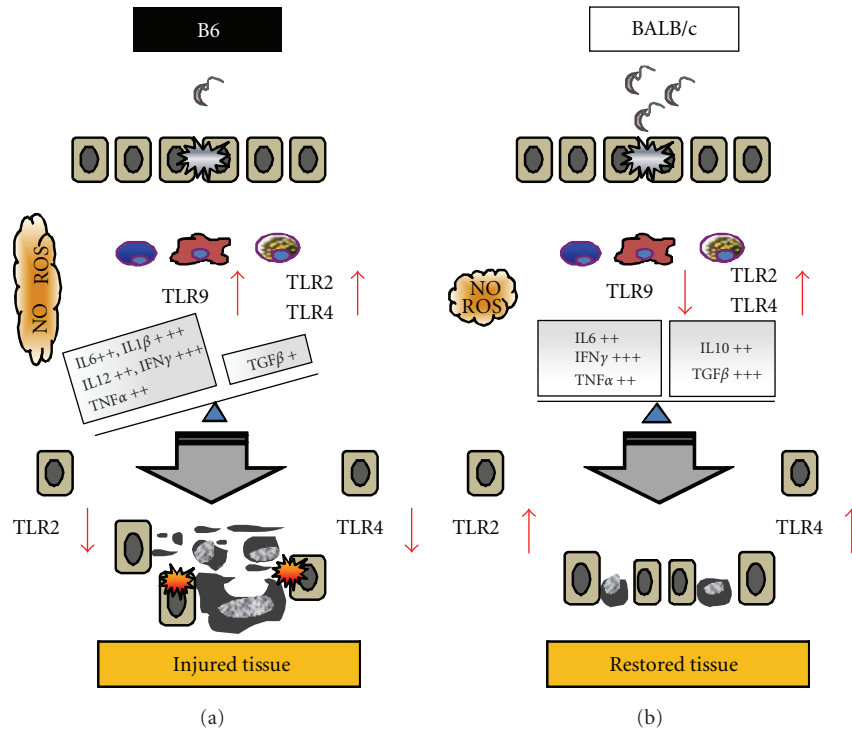 B6
NO ROS
TLR9
TLR2
TLR4
IL6++, IL1β +++
IL12 ++, IFNγ +++
TNFα ++
TGFβ +
TLR2
TLR4
Injured tissue
(a)
BALB/c
NO
ROS
TLR9
TLR2
TLR4
IL6 ++
IFNγ +++
TNFα ++
IL10 ++
TGFβ +++
TLR2
TLR4
Restored tissue
(b)